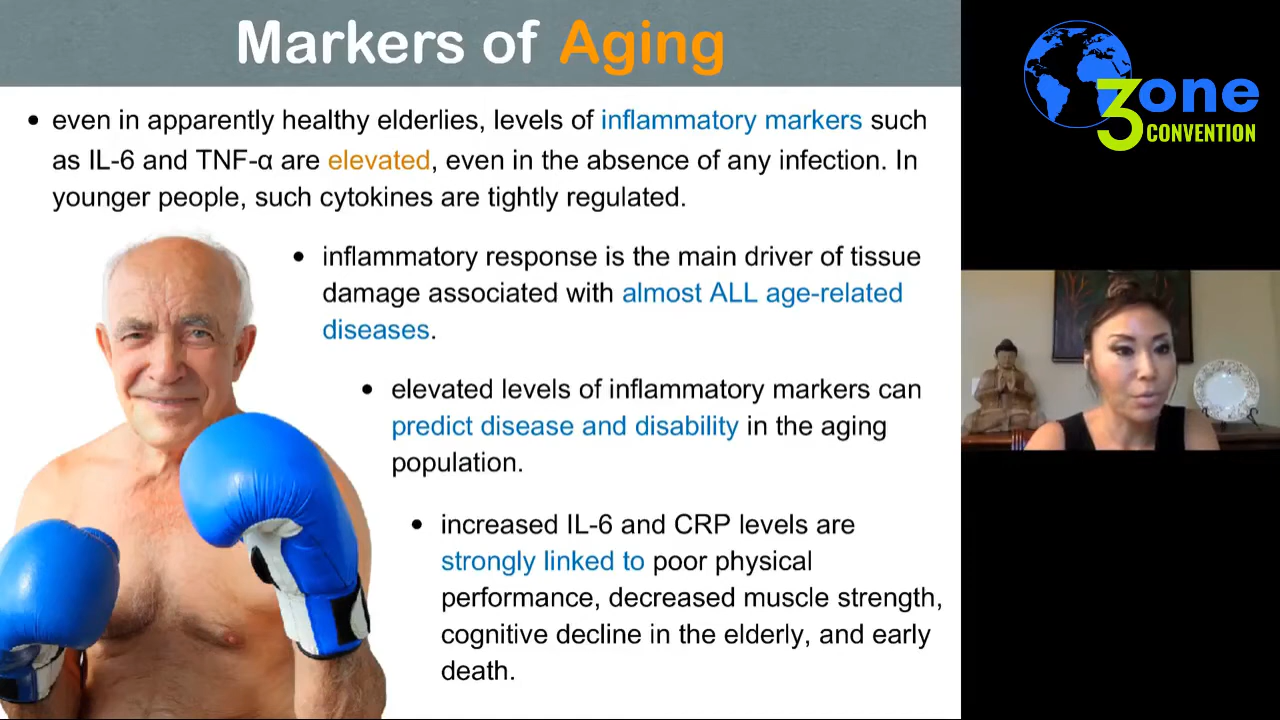 Markers of Aging
• even in apparently healthy elderlies, levels of inflammatory markers such
as IL-6 and TNF-α are elevated, even in the absence of any infection. In
younger people, such cytokines are tightly regulated.
• inflammatory response is the main driver of tissue
damage associated with almost ALL age-related
diseases.
• elevated levels of inflammatory markers can
predict disease and disability in the aging
population.
• increased IL-6 and CRP levels are
strongly linked to poor physical
performance, decreased muscle strength,
cognitive decline in the elderly, and early
death.
O3one
CONVENTION